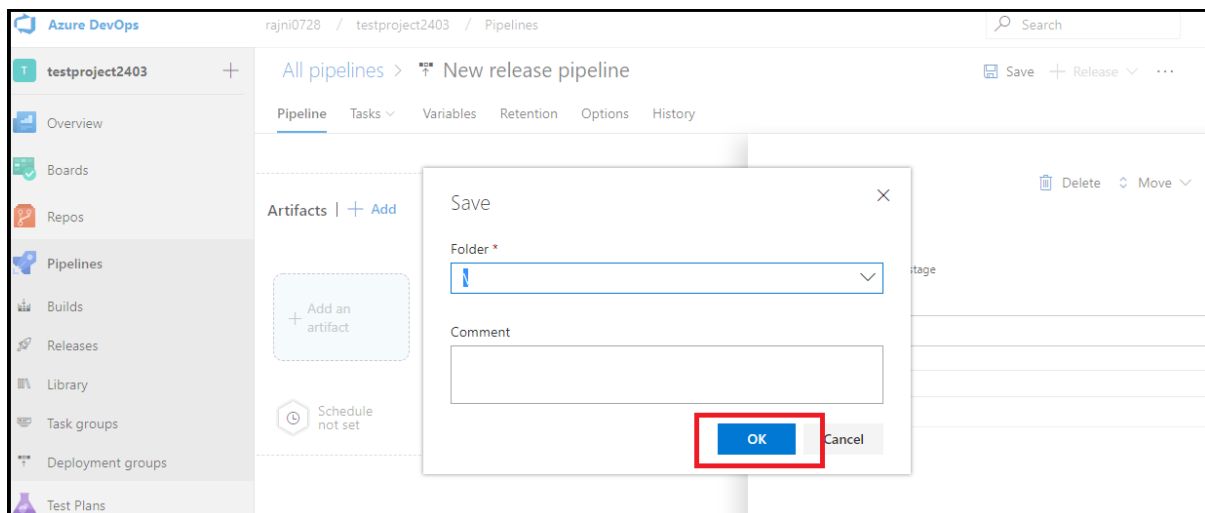 Azure DevOps
rajni0728 / testproject2403 / Pipelines
Search
T testproject2403 +
All pipelines > New release pipeline
Save + Release ...
Pipeline Tasks Variables Retention Options History
Overview
Boards
Repos
Pipelines
Builds
Releases
Library
Task groups
Deployment groups
Test Plans
Artifacts | + Add
+ Add an
artifact
Schedule
not set
Delete Move
stage
Save
Folder *
\
Comment
OK Cancel